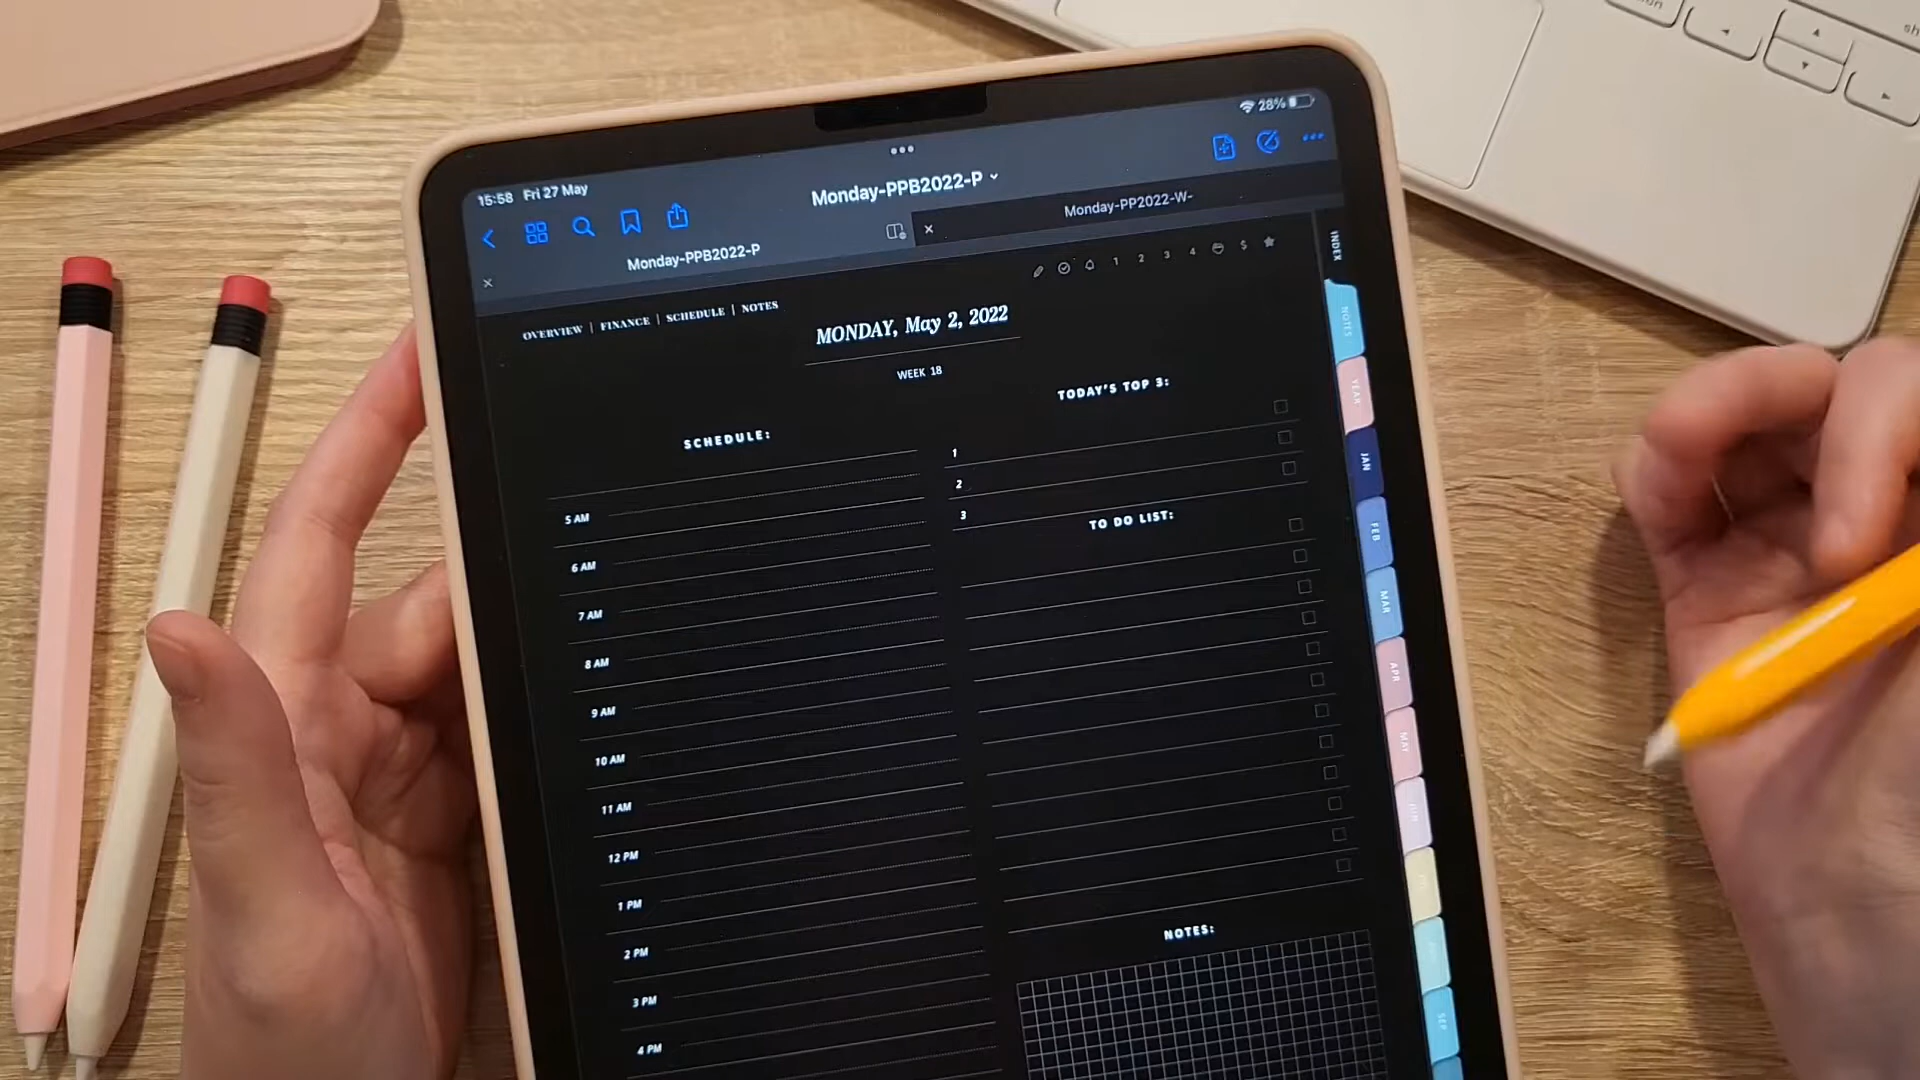 15:58 Fri 27 May
28%
Monday-PPB2022-P
Monday-PPB2022-P
Monday-PP2022-W-
1 2 3 4 $
OVERVIEW | FINANCE | SCHEDULE | NOTES
MONDAY, May 2, 2022
WEEK 18
SCHEDULE:
5 AM
6 AM
7 AM
8 AM
9 AM
10 AM
11 AM
12 PM
1 PM
2 PM
3 PM
4 PM
TODAY'S TOP 3:
1
2
3
TO DO LIST:
NOTES:
INDEX
NOTES
YEAR
JAN
FEB
MAR
APR
MAY
JUN
SEP